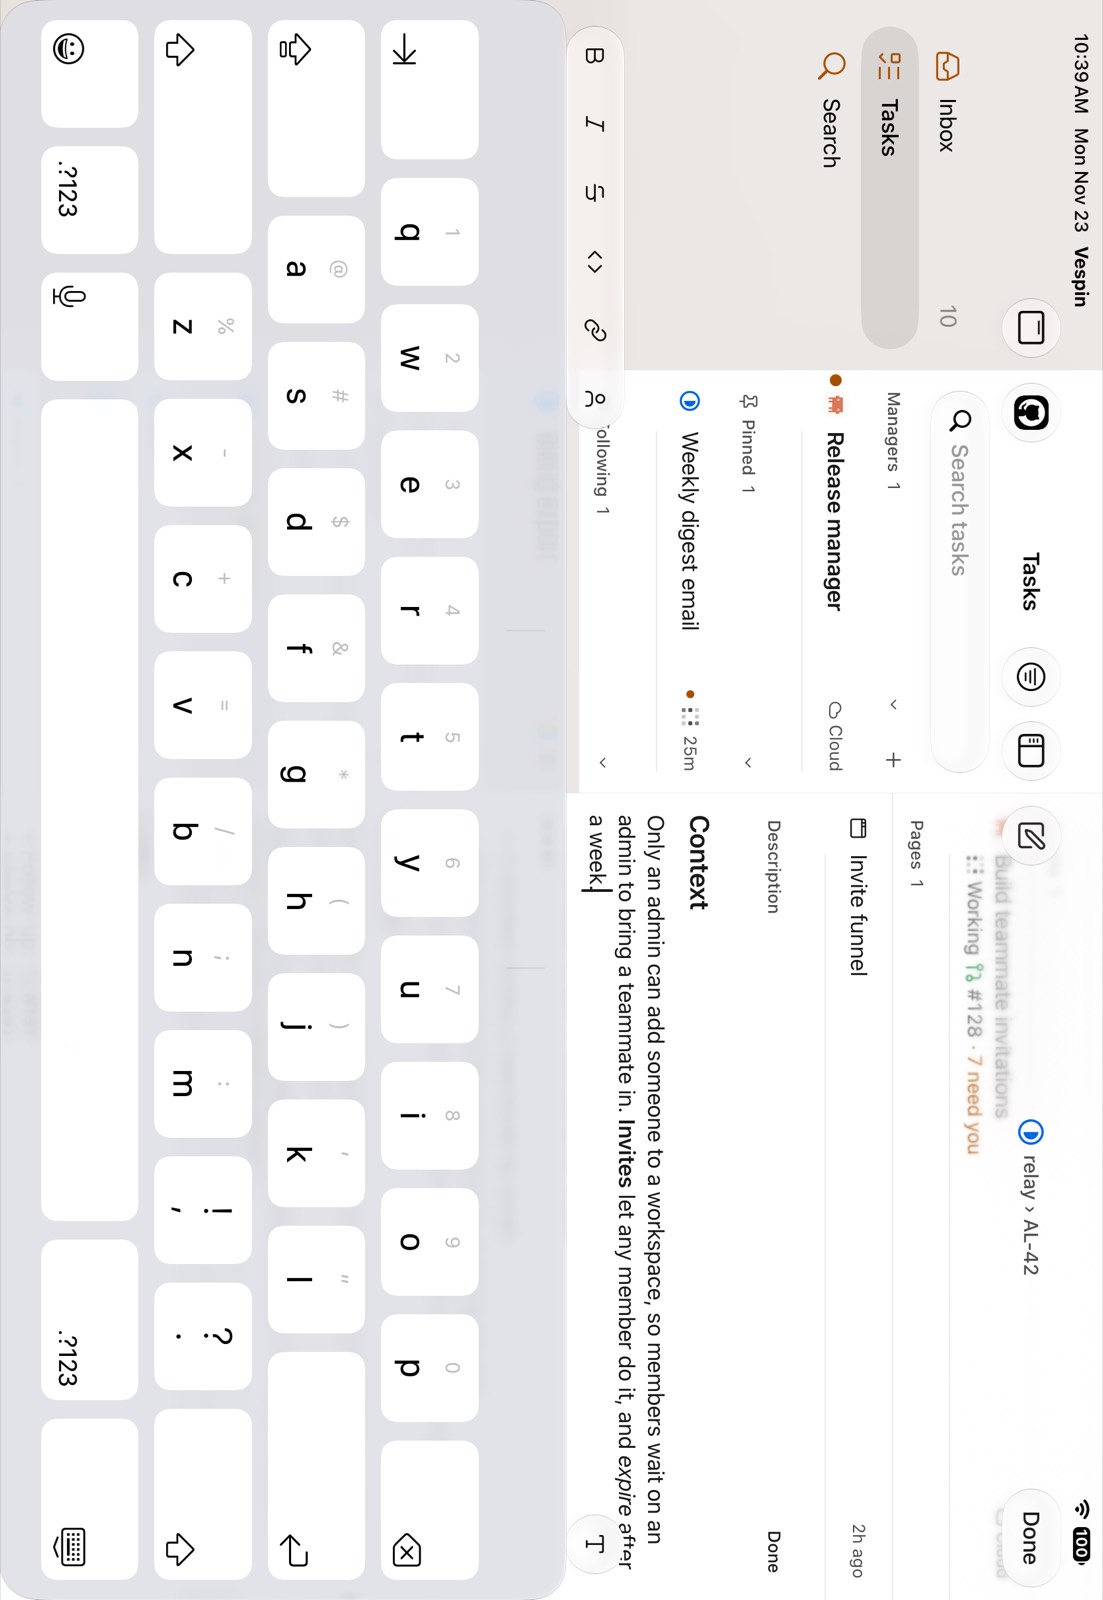 10:39 AM Mon Nov 23 Vespin
100
Inbox 10
Tasks
Search
Tasks
Search tasks
Managers 1
Release manager Cloud
Pinned 1
Weekly digest email 25m
Following 1
relay › AL-42
Done
Build teammate invitations
Cloud
Working #128 · 7 need you
Pages 1
Invite funnel 2h ago
Description Done
Context
Only an admin can add someone to a workspace, so members wait on an
admin to bring a teammate in. Invites let any member do it, and expire after
a week.
B I S <> T
1 2 3 4 5 6 7 8 9 0
q w e r t y u i o p
@ # $ & * ( ) ' "
a s d f g h j k l
% - + = / ; : ! ?
z x c v b n m , .
.?123 .?123